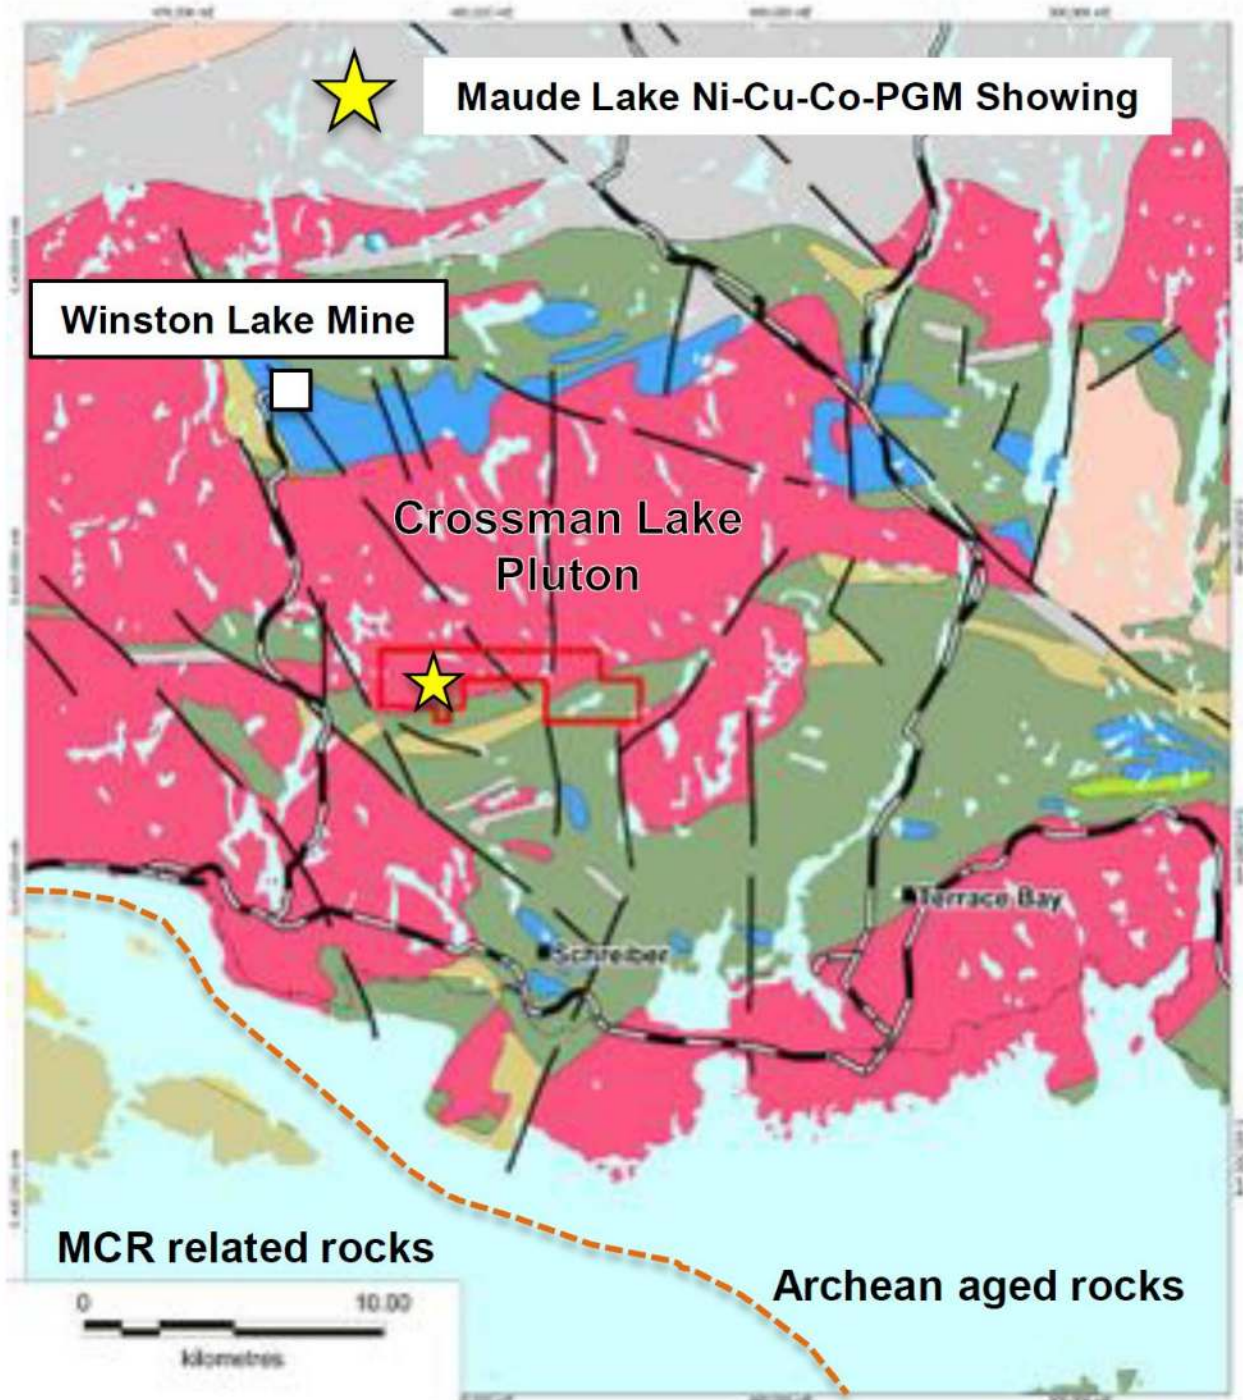 Maude Lake Ni-Cu-Co-PGM Showing
Winston Lake Mine
Crossman Lake
Pluton
Terrace Bay
Schreiber
MCR related rocks
Archean aged rocks
0 10.00
kilometres